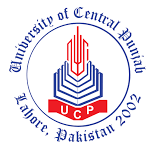 University of Central Punjab
UCP
Lahore, Pakistan 2002